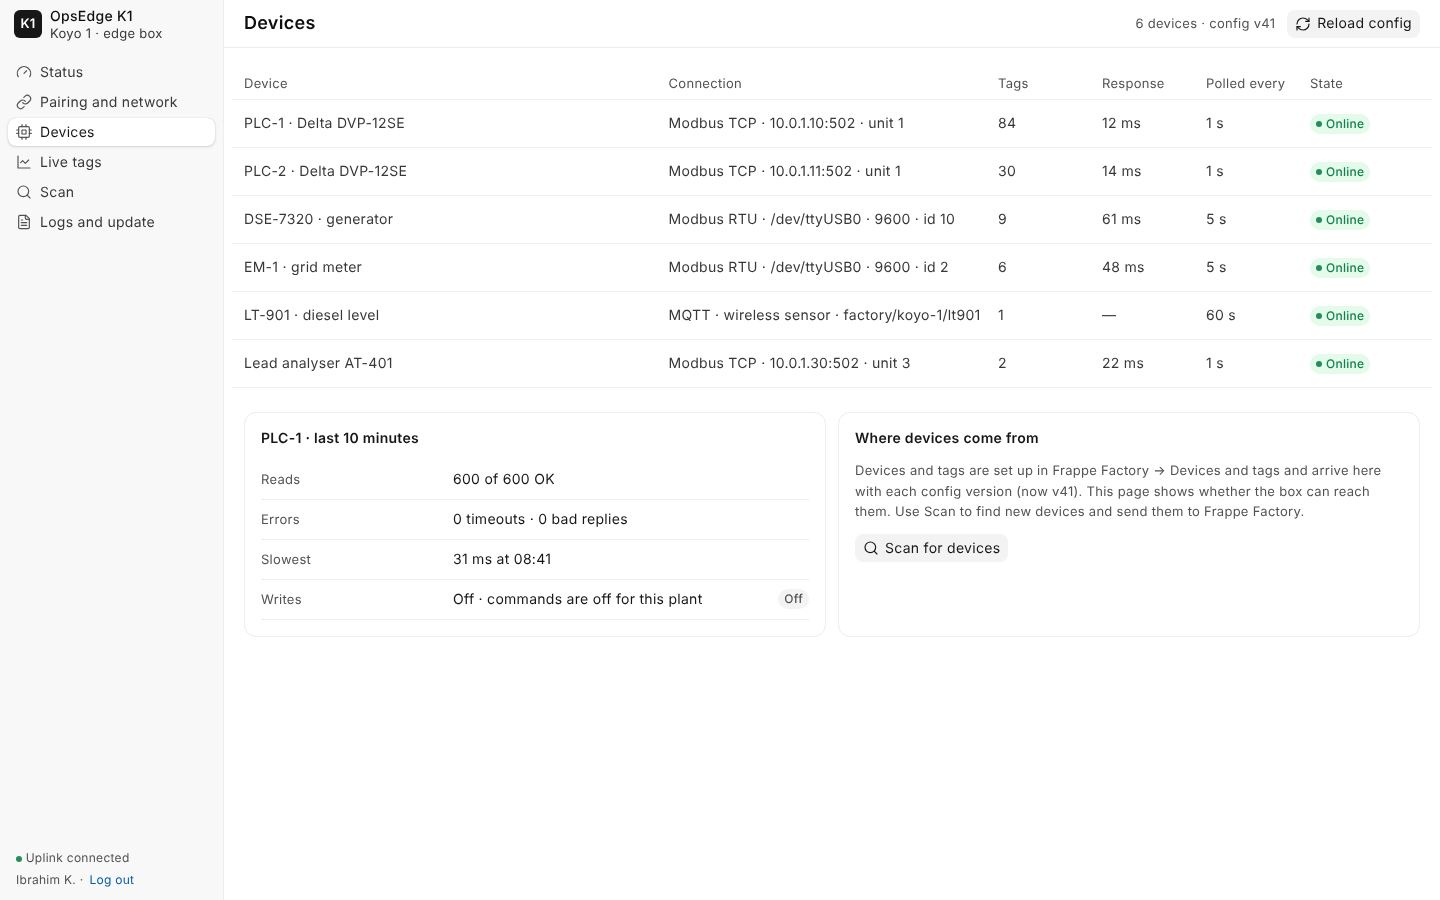 K1
OpsEdge K1
Koyo 1 · edge box
Status
Pairing and network
Devices
Live tags
Scan
Logs and update
Uplink connected
Ibrahim K. · Log out
Devices
6 devices · config v41
Reload config
Device Connection Tags Response Polled every State
PLC-1 · Delta DVP-12SE Modbus TCP · 10.0.1.10:502 · unit 1 84 12 ms 1 s Online
PLC-2 · Delta DVP-12SE Modbus TCP · 10.0.1.11:502 · unit 1 30 14 ms 1 s Online
DSE-7320 · generator Modbus RTU · /dev/ttyUSB0 · 9600 · id 10 9 61 ms 5 s Online
EM-1 · grid meter Modbus RTU · /dev/ttyUSB0 · 9600 · id 2 6 48 ms 5 s Online
LT-901 · diesel level MQTT · wireless sensor · factory/koyo-1/lt901 1 — 60 s Online
Lead analyser AT-401 Modbus TCP · 10.0.1.30:502 · unit 3 2 22 ms 1 s Online
PLC-1 · last 10 minutes
Reads 600 of 600 OK
Errors 0 timeouts · 0 bad replies
Slowest 31 ms at 08:41
Writes Off · commands are off for this plant Off
Where devices come from
Devices and tags are set up in Frappe Factory → Devices and tags and arrive here
with each config version (now v41). This page shows whether the box can reach
them. Use Scan to find new devices and send them to Frappe Factory.
Scan for devices